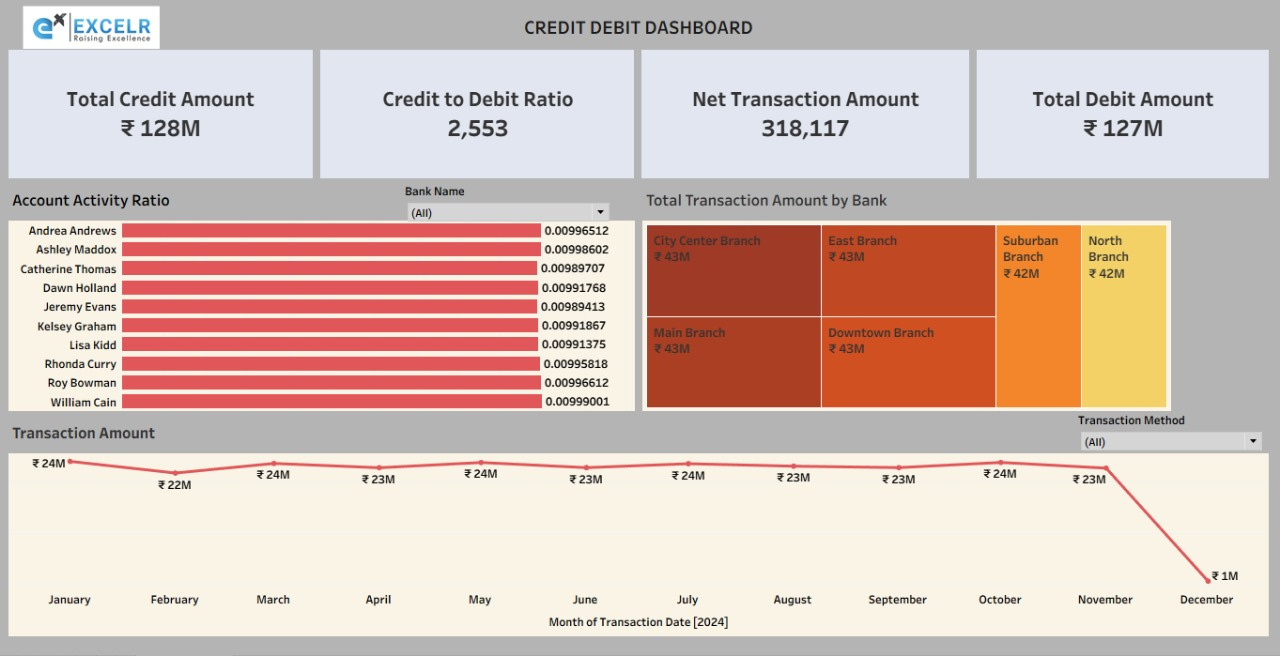 eX EXCELR
Raising Excellence
CREDIT DEBIT DASHBOARD
Total Credit Amount
₹ 128M
Credit to Debit Ratio
2,553
Net Transaction Amount
318,117
Total Debit Amount
₹ 127M
Account Activity Ratio
Bank Name
(All)
Andrea Andrews 0.00996512
Ashley Maddox 0.00998602
Catherine Thomas 0.00989707
Dawn Holland 0.00991768
Jeremy Evans 0.00989413
Kelsey Graham 0.00991867
Lisa Kidd 0.00991375
Rhonda Curry 0.00995818
Roy Bowman 0.00996612
William Cain 0.00999001
Total Transaction Amount by Bank
City Center Branch
₹ 43M
East Branch
₹ 43M
Suburban
Branch
₹ 42M
North
Branch
₹ 42M
Main Branch
₹ 43M
Downtown Branch
₹ 43M
Transaction Amount
Transaction Method
(All)
₹ 24M
₹ 22M
₹ 24M
₹ 23M
₹ 24M
₹ 23M
₹ 24M
₹ 23M
₹ 23M
₹ 24M
₹ 23M
₹ 1M
January February March April May June July August September October November December
Month of Transaction Date [2024]